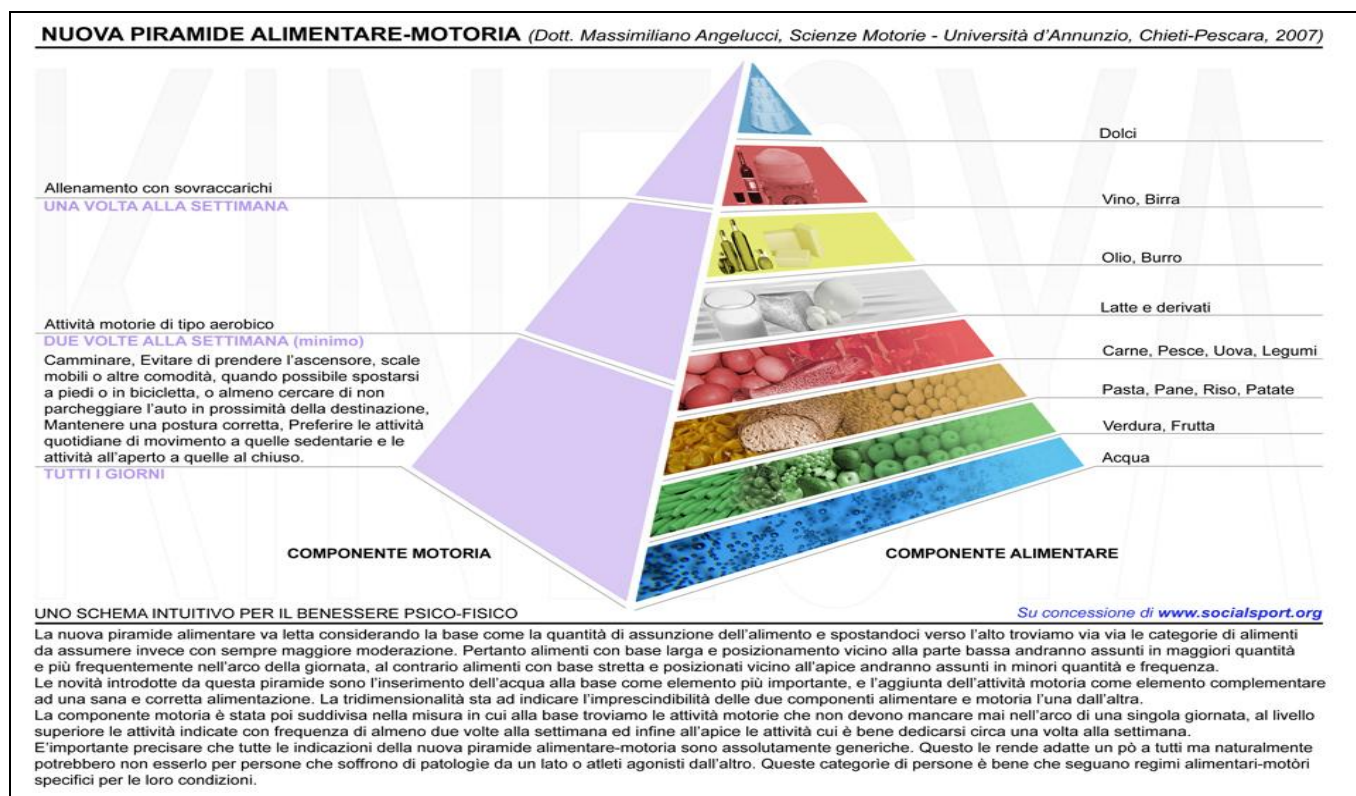 NUOVA PIRAMIDE ALIMENTARE-MOTORIA (Dott. Massimiliano Angelucci, Scienze Motorie - Università d'Annunzio, Chieti-Pescara, 2007)
KINESYA
Dolci
Allenamento con sovraccarichi
UNA VOLTA ALLA SETTIMANA
Vino, Birra
Olio, Burro
Latte e derivati
Attività motorie di tipo aerobico
DUE VOLTE ALLA SETTIMANA (minimo)
Carne, Pesce, Uova, Legumi
Camminare, Evitare di prendere l'ascensore, scale
mobili o altre comodità, quando possibile spostarsi
a piedi o in bicicletta, o almeno cercare di non
parcheggiare l'auto in prossimità della destinazione,
Mantenere una postura corretta, Preferire le attività
quotidiane di movimento a quelle sedentarie e le
attività all'aperto a quelle al chiuso.
TUTTI I GIORNI
Pasta, Pane, Riso, Patate
Verdura, Frutta
Acqua
COMPONENTE MOTORIA
COMPONENTE ALIMENTARE
UNO SCHEMA INTUITIVO PER IL BENESSERE PSICO-FISICO
Su concessione di www.socialsport.org
La nuova piramide alimentare va letta considerando la base come la quantità di assunzione dell'alimento e spostandoci verso l'alto troviamo via via le categorie di alimenti
da assumere invece con sempre maggiore moderazione. Pertanto alimenti con base larga e posizionamento vicino alla parte bassa andranno assunti in maggiori quantità
e più frequentemente nell'arco della giornata, al contrario alimenti con base stretta e posizionati vicino all'apice andranno assunti in minori quantità e frequenza.
Le novità introdotte da questa piramide sono l'inserimento dell'acqua alla base come elemento più importante, e l'aggiunta dell'attività motoria come elemento complementare
ad una sana e corretta alimentazione. La tridimensionalità sta ad indicare l'imprescindibilità delle due componenti alimentare e motoria l'una dall'altra.
La componente motoria è stata poi suddivisa nella misura in cui alla base troviamo le attività motorie che non devono mancare mai nell'arco di una singola giornata, al livello
superiore le attività indicate con frequenza di almeno due volte alla settimana ed infine all'apice le attività cui è bene dedicarsi circa una volta alla settimana.
E'importante precisare che tutte le indicazioni della nuova piramide alimentare-motoria sono assolutamente generiche. Questo le rende adatte un pò a tutti ma naturalmente
potrebbero non esserlo per persone che soffrono di patologie da un lato o atleti agonisti dall'altro. Queste categorie di persone è bene che seguano regimi alimentari-motòri
specifici per le loro condizioni.